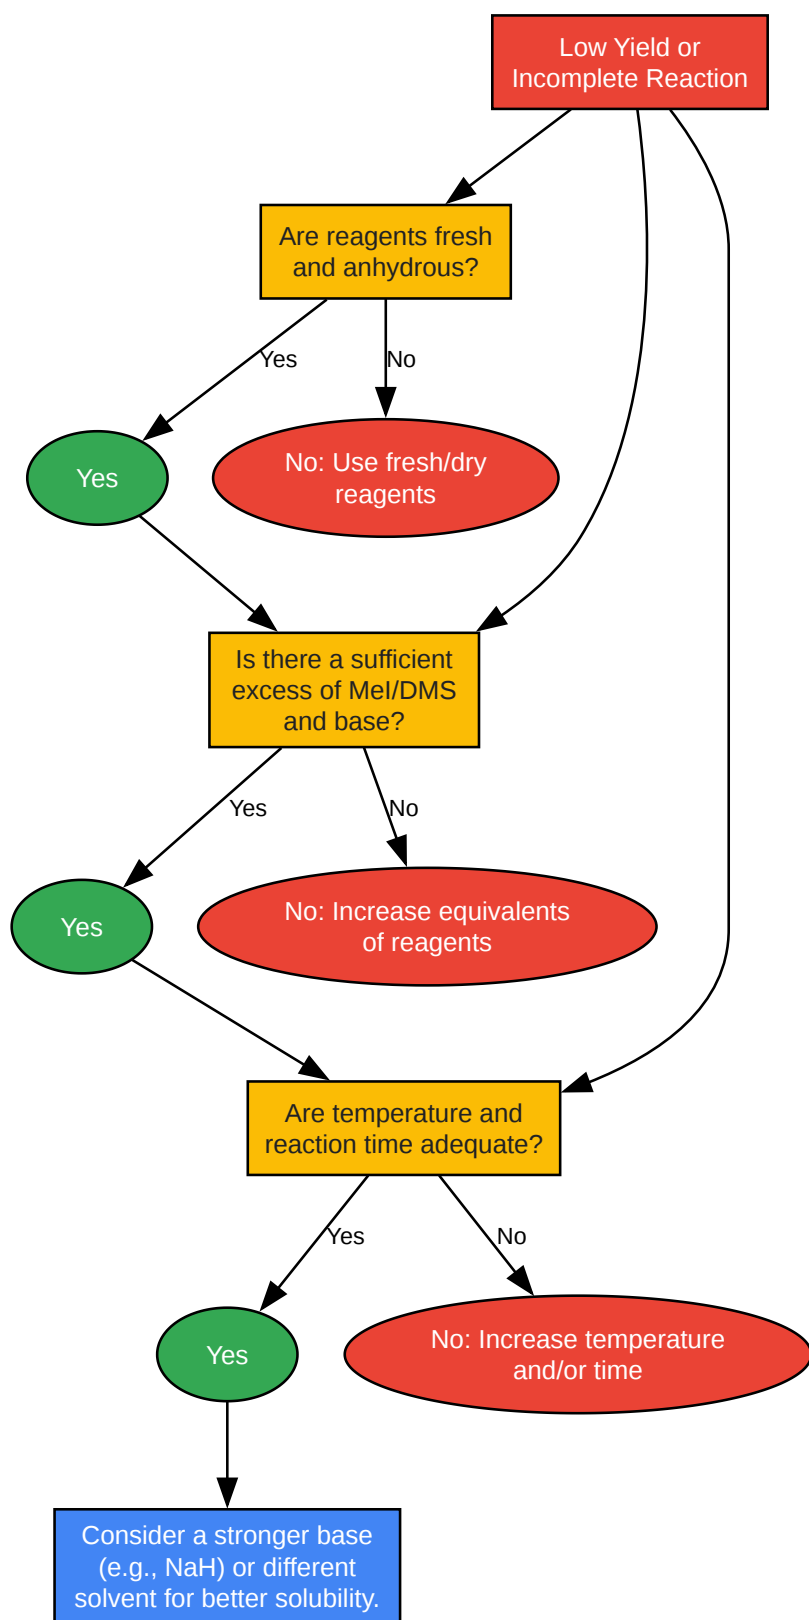 Low Yield or
Incomplete Reaction
Are reagents fresh
and anhydrous?
Yes
No
Yes
No: Use fresh/dry
reagents
Is there a sufficient
excess of MeI/DMS
and base?
Yes
No
Yes
No: Increase equivalents
of reagents
Are temperature and
reaction time adequate?
Yes
No
Yes
No: Increase temperature
and/or time
Consider a stronger base
(e.g., NaH) or different
solvent for better solubility.